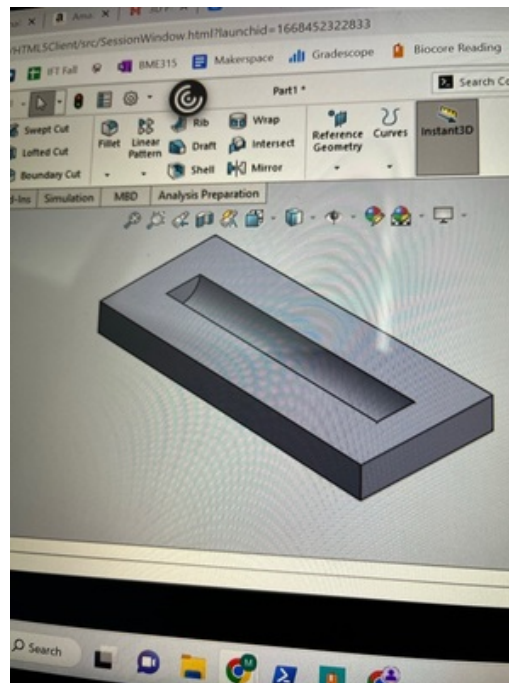 a Ama X M
/HTML5Client/src/SessionWindow.html?launchid=1668452322833
IFT Fall BME315 Makerspace Gradescope Biocore Reading
Part1 * Search Co
Swept Cut Rib Wrap
Lofted Cut Fillet Linear Pattern Draft Intersect Reference Geometry Curves Instant3D
Boundary Cut Shell Mirror
Simulation MBD Analysis Preparation
Search